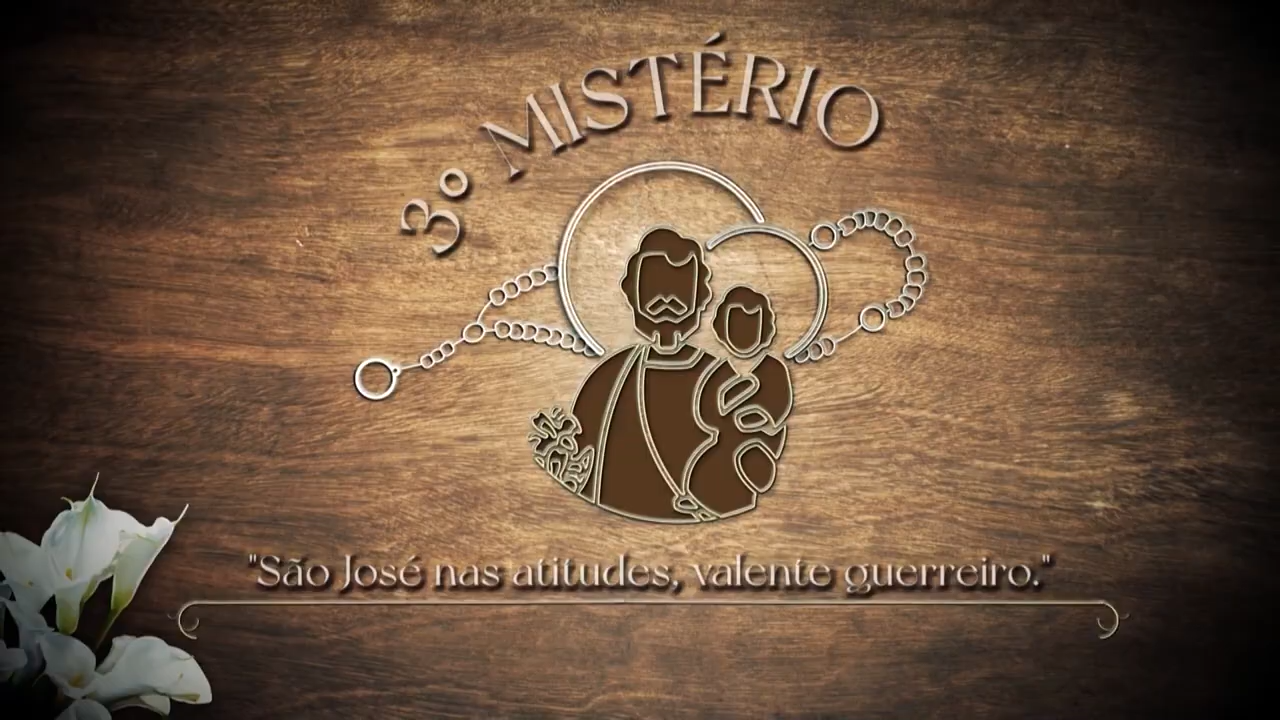 3º MISTÉRIO
"São José nas atitudes, valente guerreiro."